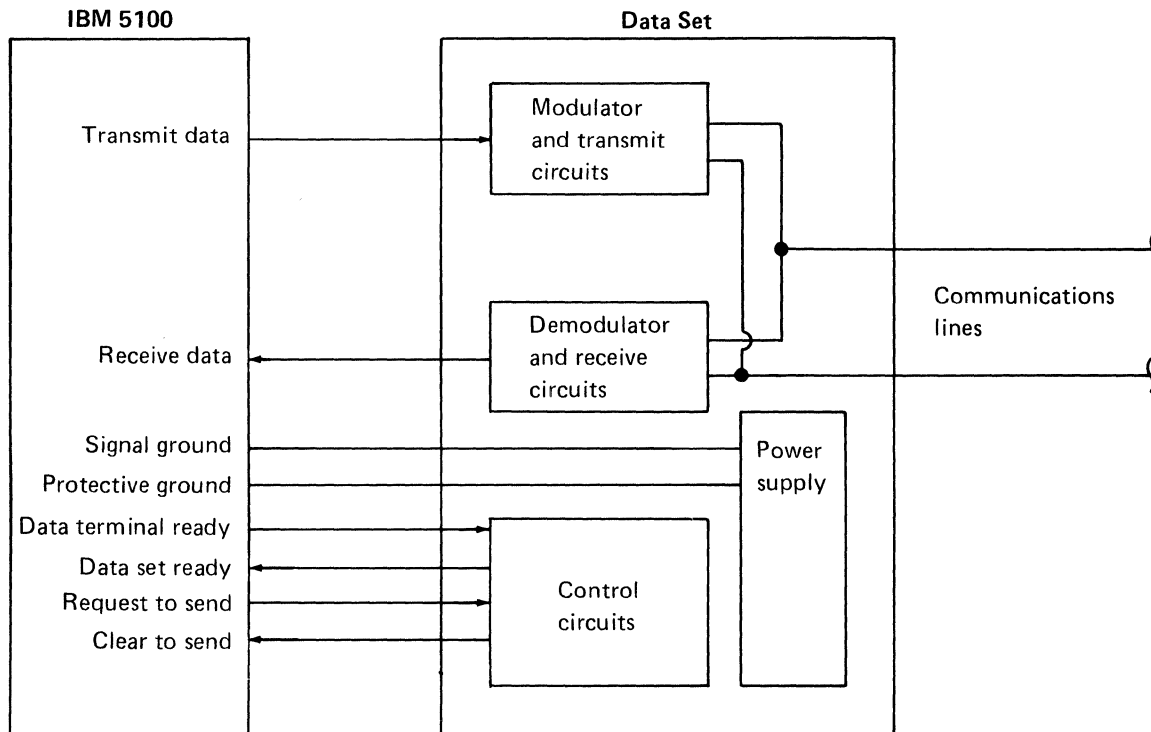 IBM 5100
Data Set
Transmit data
Modulator
and transmit
circuits
Communications
lines
Receive data
Demodulator
and receive
circuits
Signal ground
Protective ground
Power
supply
Data terminal ready
Data set ready
Request to send
Clear to send
Control
circuits